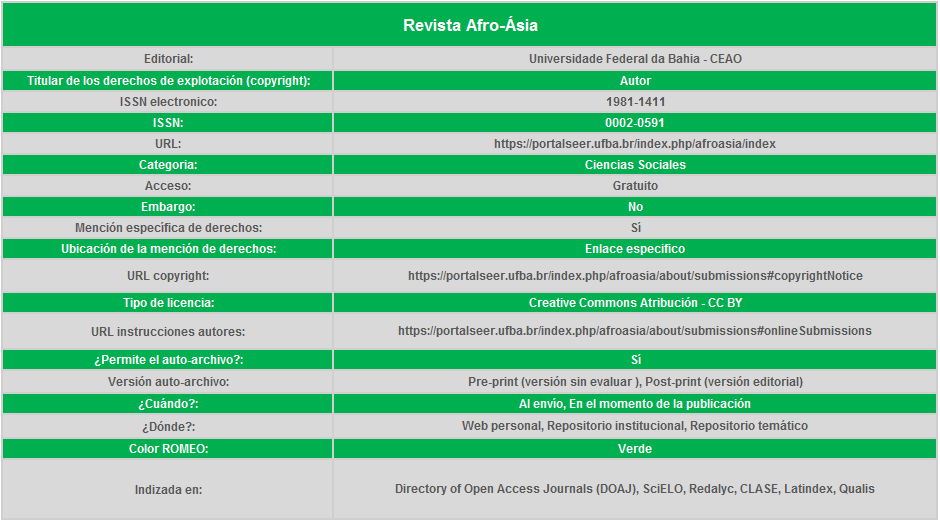 Revista Afro-Ásia
Editorial: Universidade Federal da Bahia - CEAO
Titular de los derechos de explotación (copyright): Autor
ISSN electronico: 1981-1411
ISSN: 0002-0591
URL: https://portalseer.ufba.br/index.php/afroasia/index
Categoria: Ciencias Sociales
Acceso: Gratuito
Embargo: No
Mención especifica de derechos: Sí
Ubicación de la mención de derechos: Enlace especifico
URL copyright: https://portalseer.ufba.br/index.php/afroasia/about/submissions#copyrightNotice
Tipo de licencia: Creative Commons Atribución - CC BY
URL instrucciones autores: https://portalseer.ufba.br/index.php/afroasia/about/submissions#onlineSubmissions
¿Permite el auto-archivo?: Sí
Versión auto-archivo: Pre-print (versión sin evaluar ), Post-print (versión editorial)
¿Cuándo?: Al envío, En el momento de la publicación
¿Dónde?: Web personal, Repositorio institucional, Repositorio temático
Color ROMEO: Verde
Indizada en: Directory of Open Access Journals (DOAJ), SciELO, Redalyc, CLASE, Latindex, Qualis